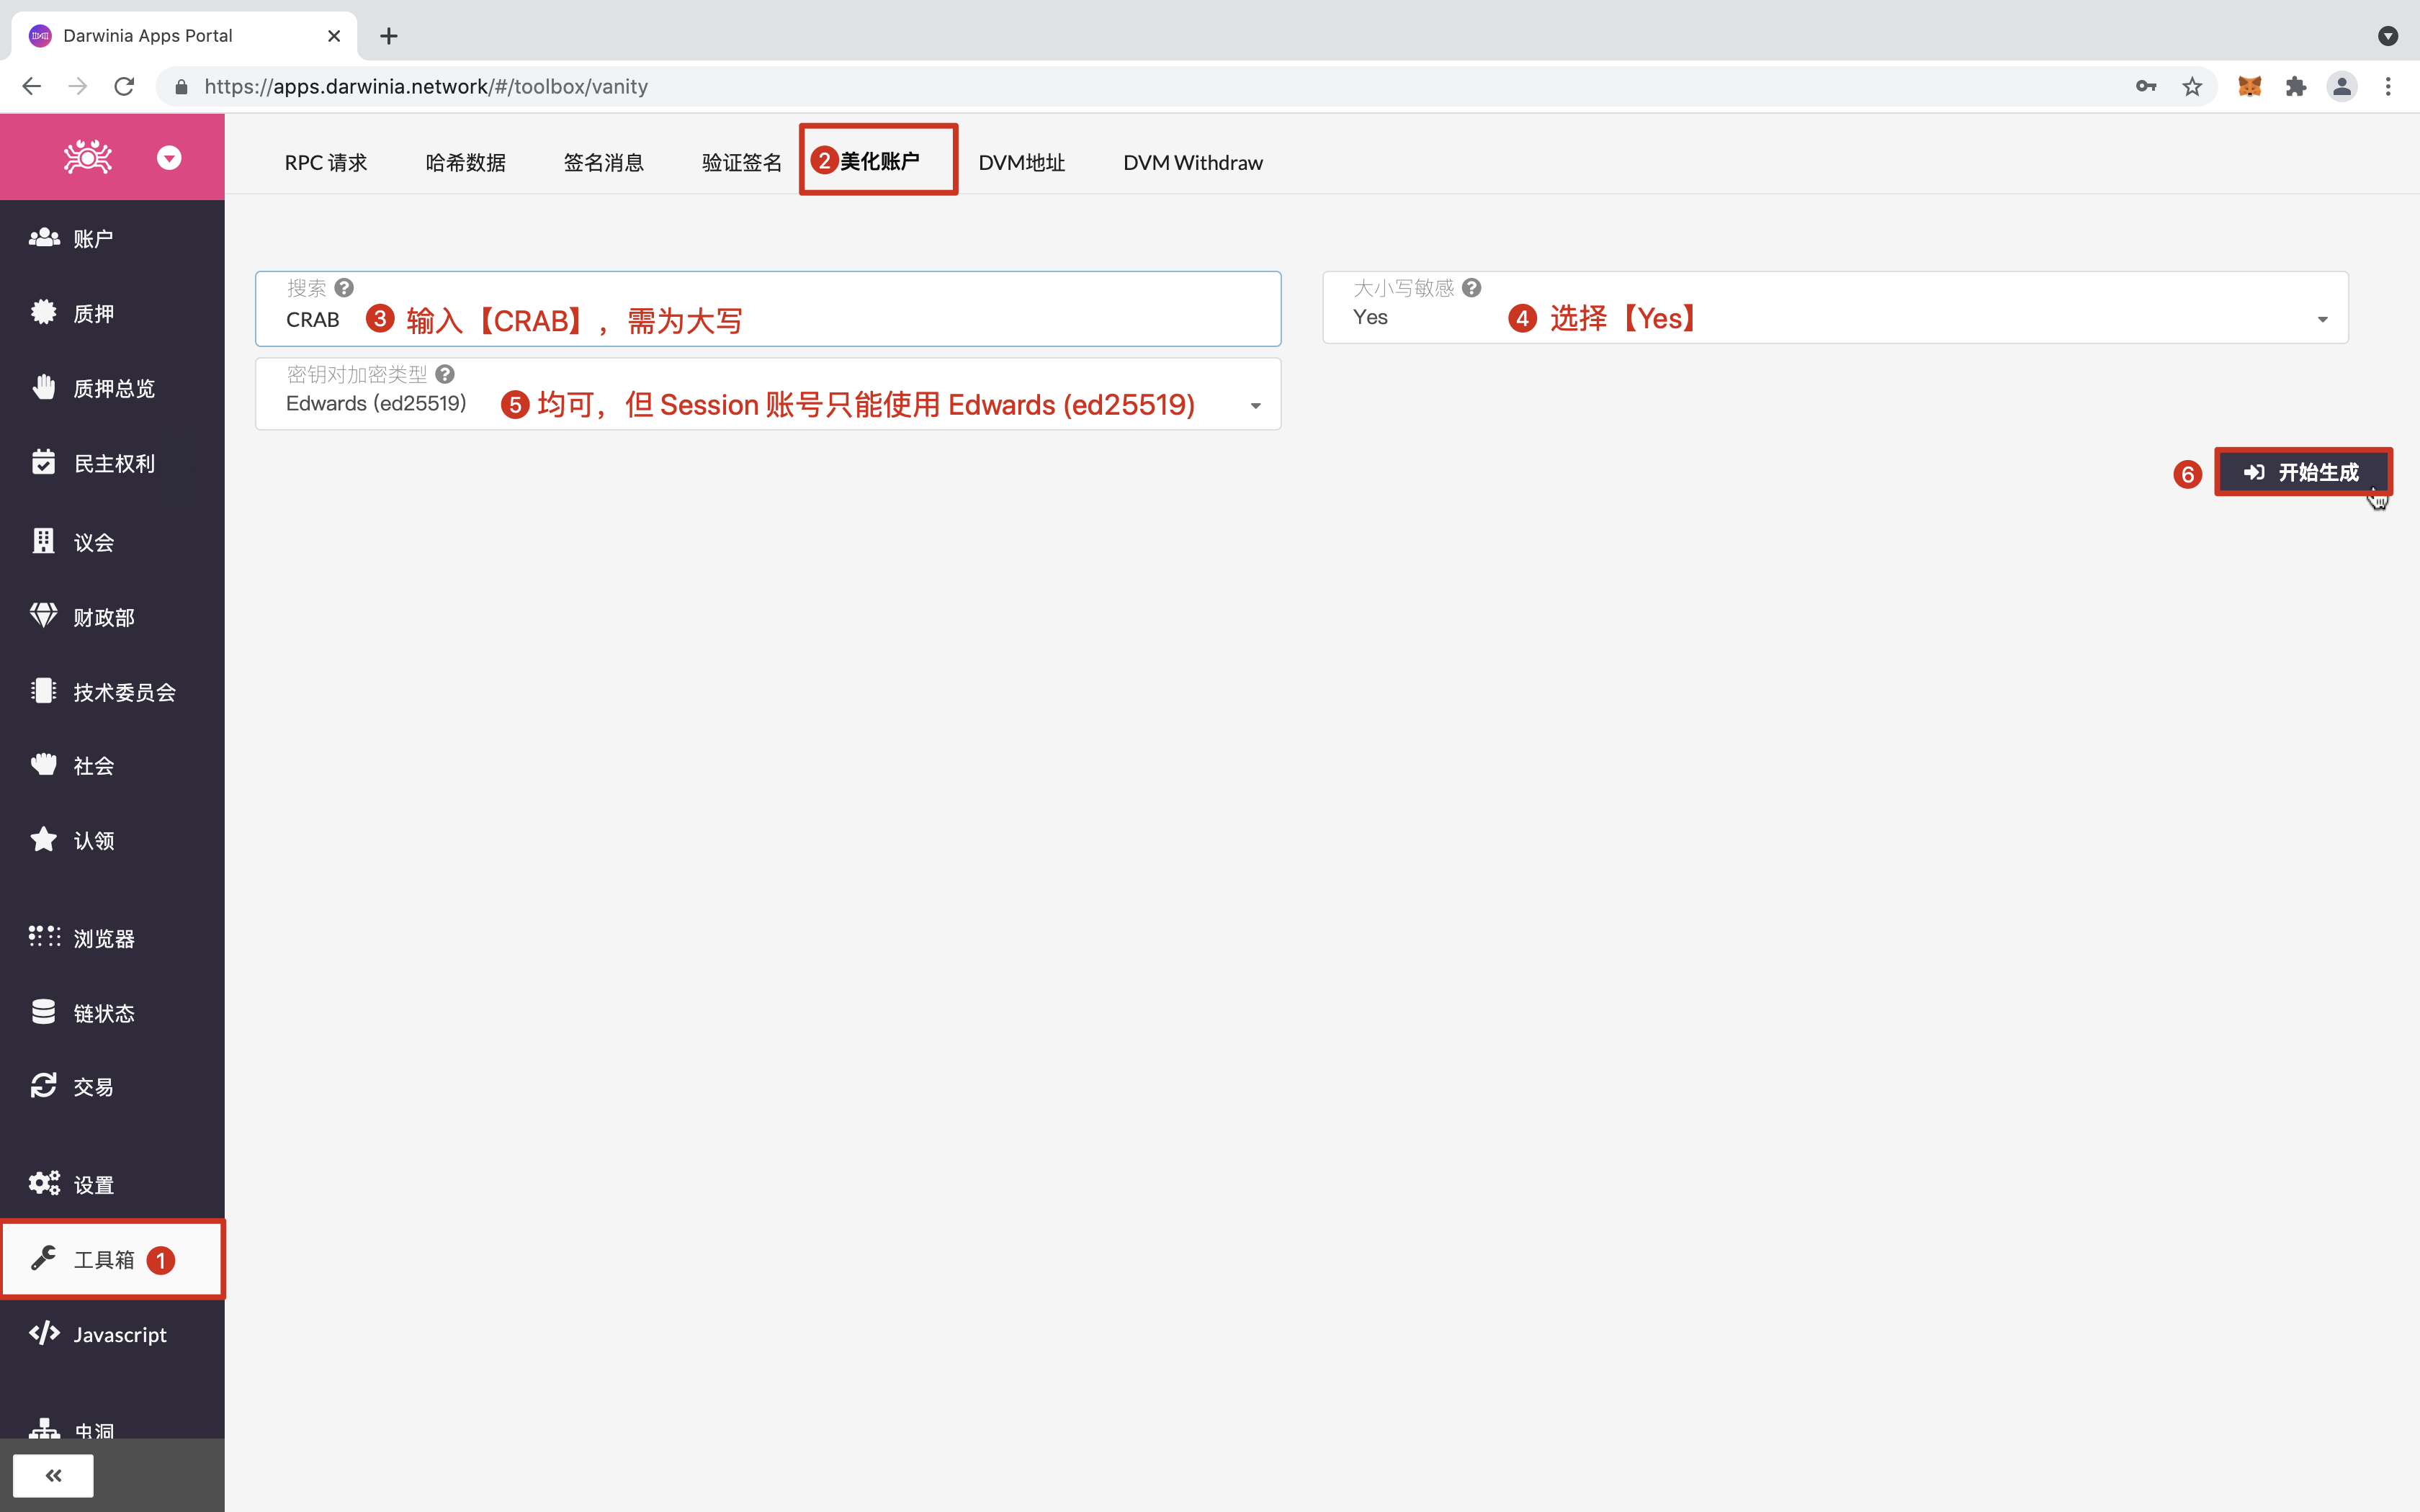 Darwinia Apps Portal
https://apps.darwinia.network/#/toolbox/vanity
RPC 请求 哈希数据 签名消息 验证签名 2 美化账户 DVM地址 DVM Withdraw
账户
质押
质押总览
民主权利
议会
财政部
技术委员会
社会
认领
浏览器
链状态
交易
设置
工具箱 1
Javascript
虫洞
搜索
CRAB 3 输入【CRAB】，需为大写
大小写敏感
Yes 4 选择【Yes】
密钥对加密类型
Edwards (ed25519) 5 均可，但 Session 账号只能使用 Edwards (ed25519)
6 开始生成